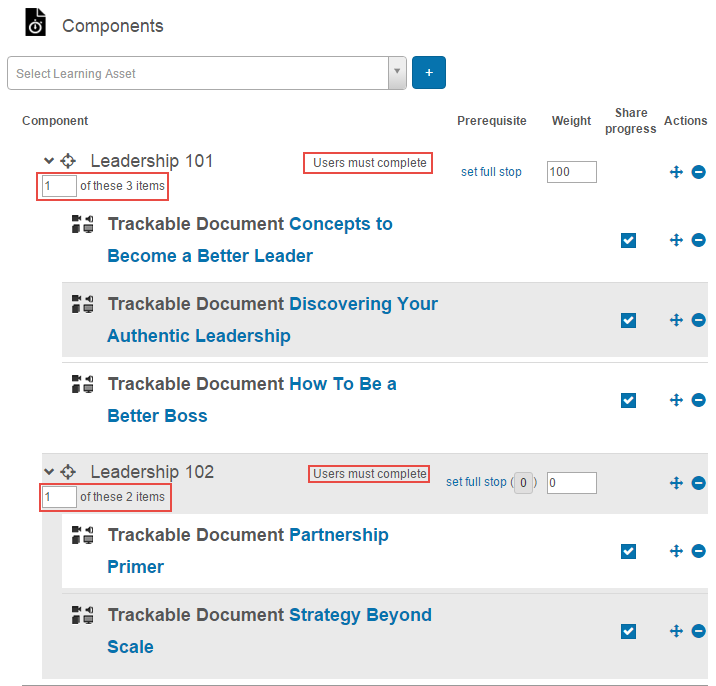 Components
Select Learning Asset
+
Component Prerequisite Weight Share progress Actions
Leadership 101 Users must complete set full stop 100
1 of these 3 items
Trackable Document Concepts to
Become a Better Leader
Trackable Document Discovering Your
Authentic Leadership
Trackable Document How To Be a
Better Boss
Leadership 102 Users must complete set full stop ( 0 ) 0
1 of these 2 items
Trackable Document Partnership
Primer
Trackable Document Strategy Beyond
Scale